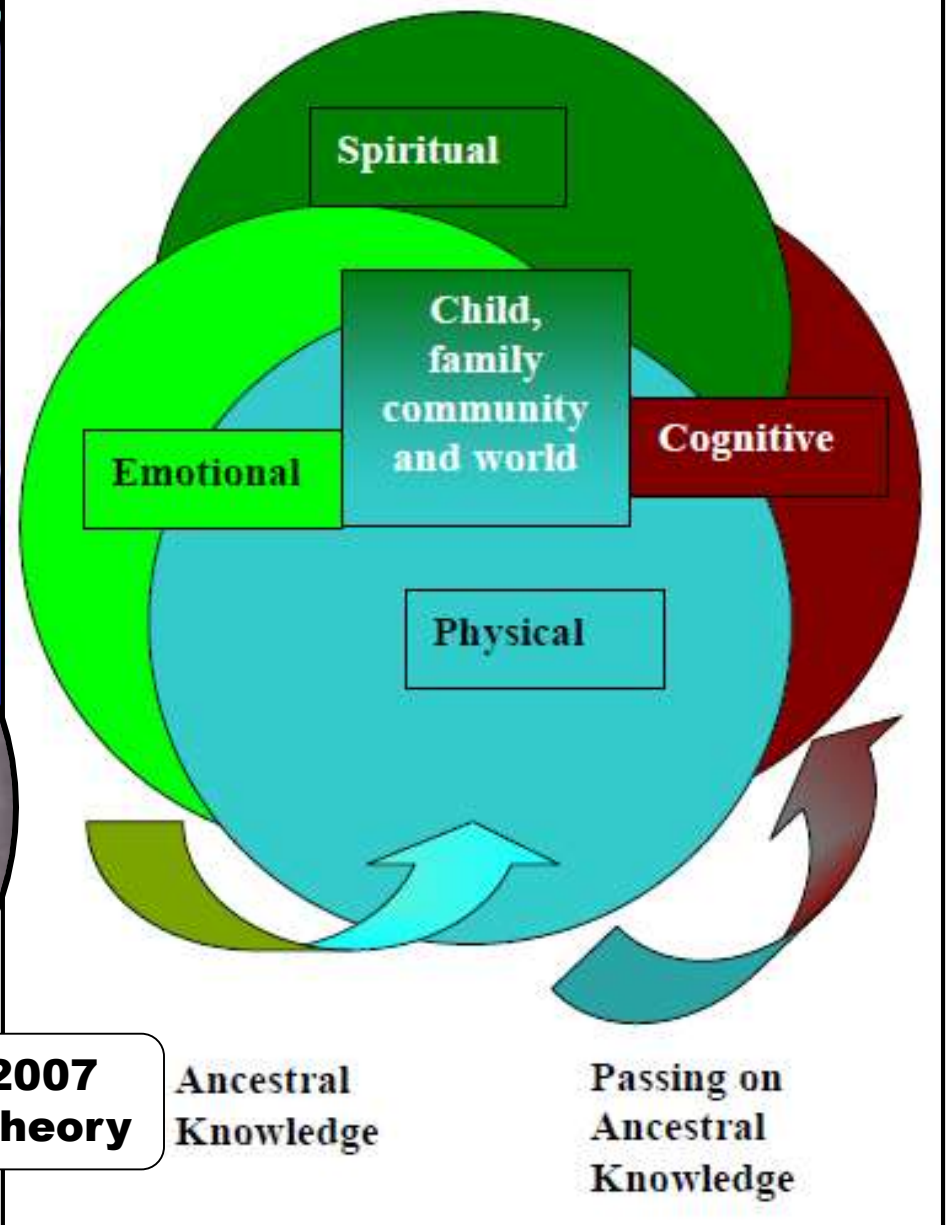 Spiritual
Child,
family
community
and world
Emotional
Cognitive
Physical
2007
heory
Ancestral
Knowledge
Passing on
Ancestral
Knowledge